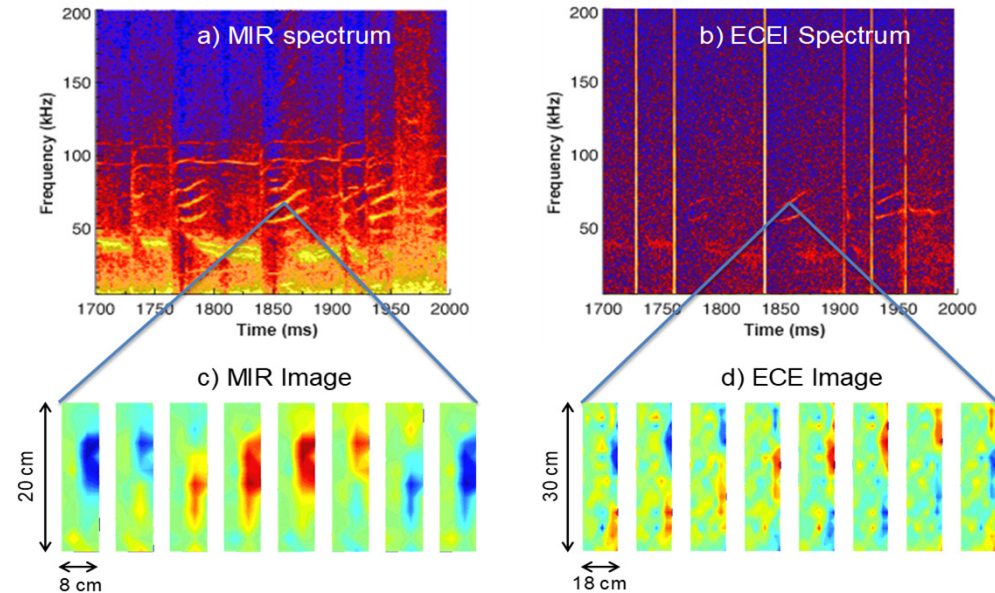 a) MIR spectrum
200
150
100
50
Frequency (kHz)
1700 1750 1800 1850 1900 1950 2000
Time (ms)
b) ECEI Spectrum
200
150
100
50
Frequency (kHz)
1700 1750 1800 1850 1900 1950 2000
Time (ms)
c) MIR Image
20 cm
8 cm
d) ECE Image
30 cm
18 cm